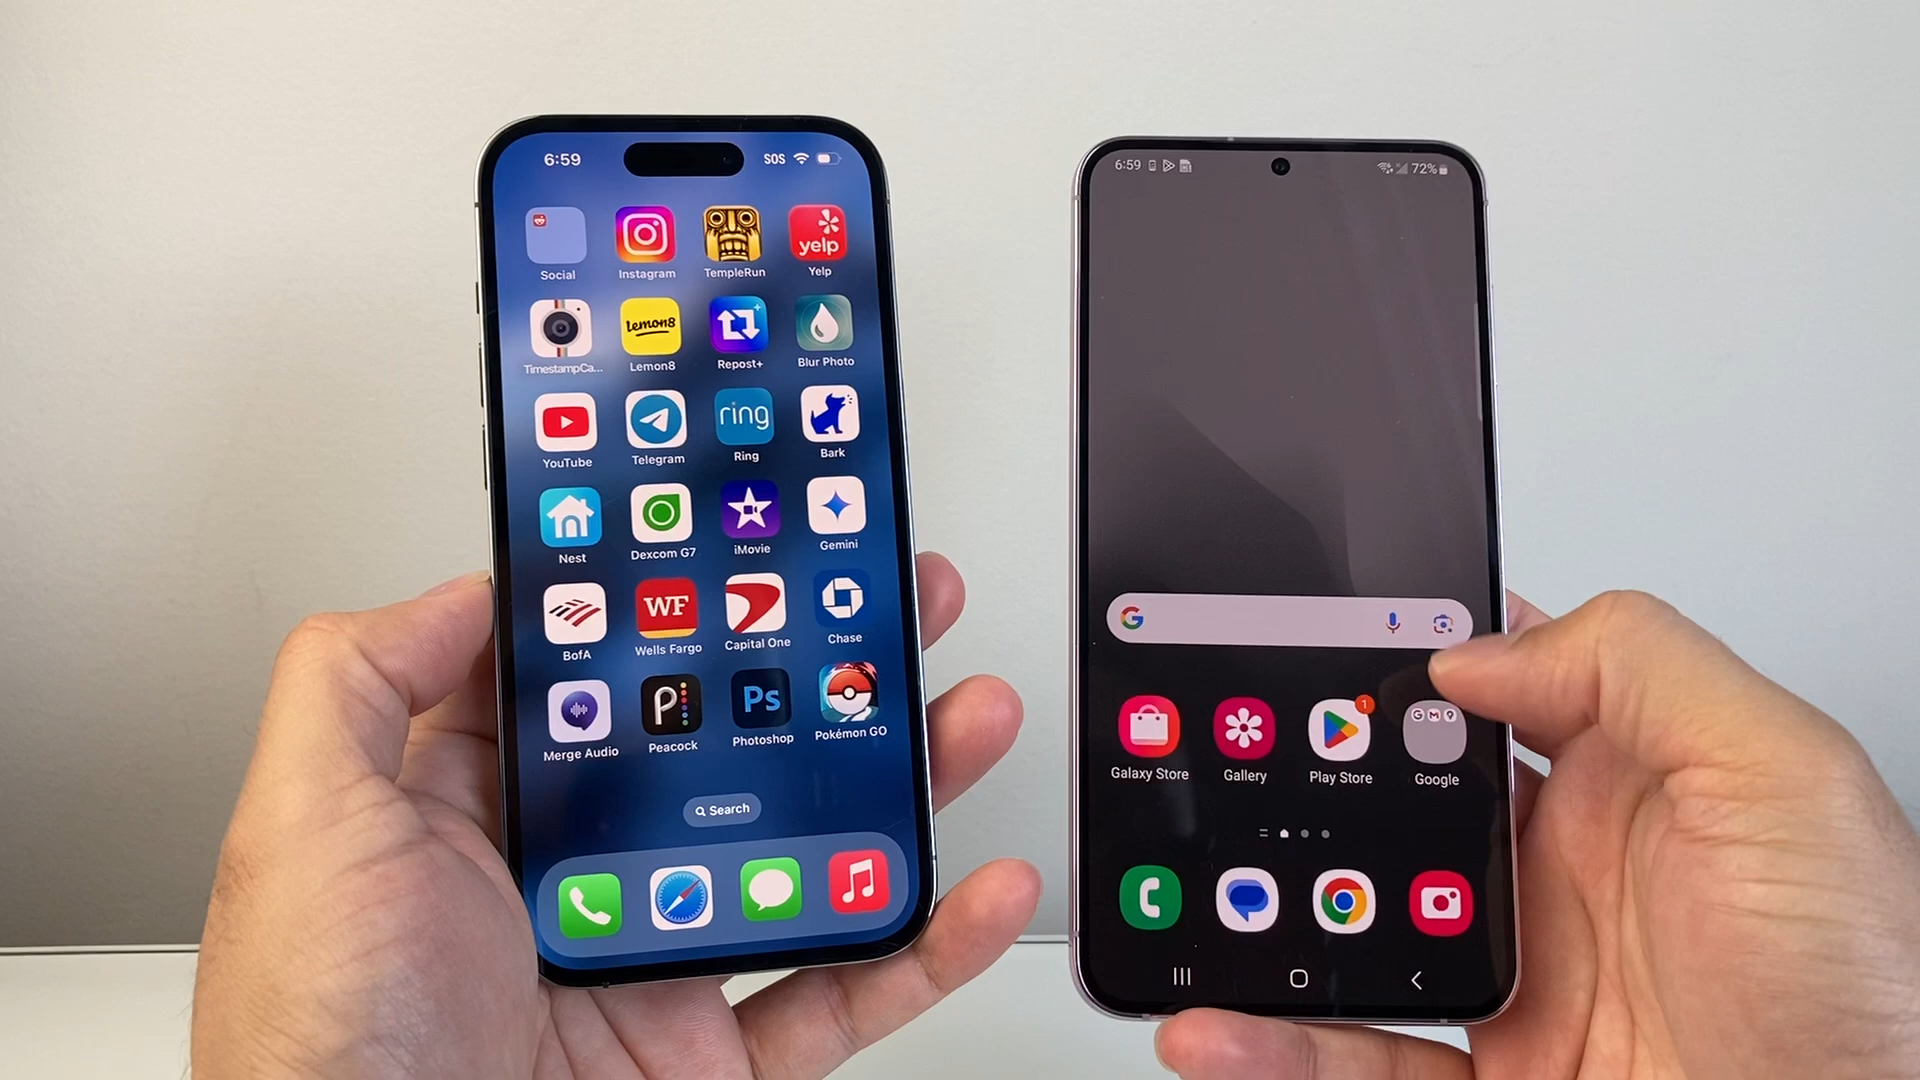 6:59 SOS
Social Instagram TempleRun Yelp
yelp
TimestampCa... Lemon8 Repost+ Blur Photo
Lemon8
YouTube Telegram Ring Bark
ring
Nest Dexcom G7 iMovie Gemini
WF
BofA Wells Fargo Capital One Chase
P Ps
Merge Audio Peacock Photoshop Pokémon GO
Search
6:59 72%
G
1
G M
Galaxy Store Gallery Play Store Google